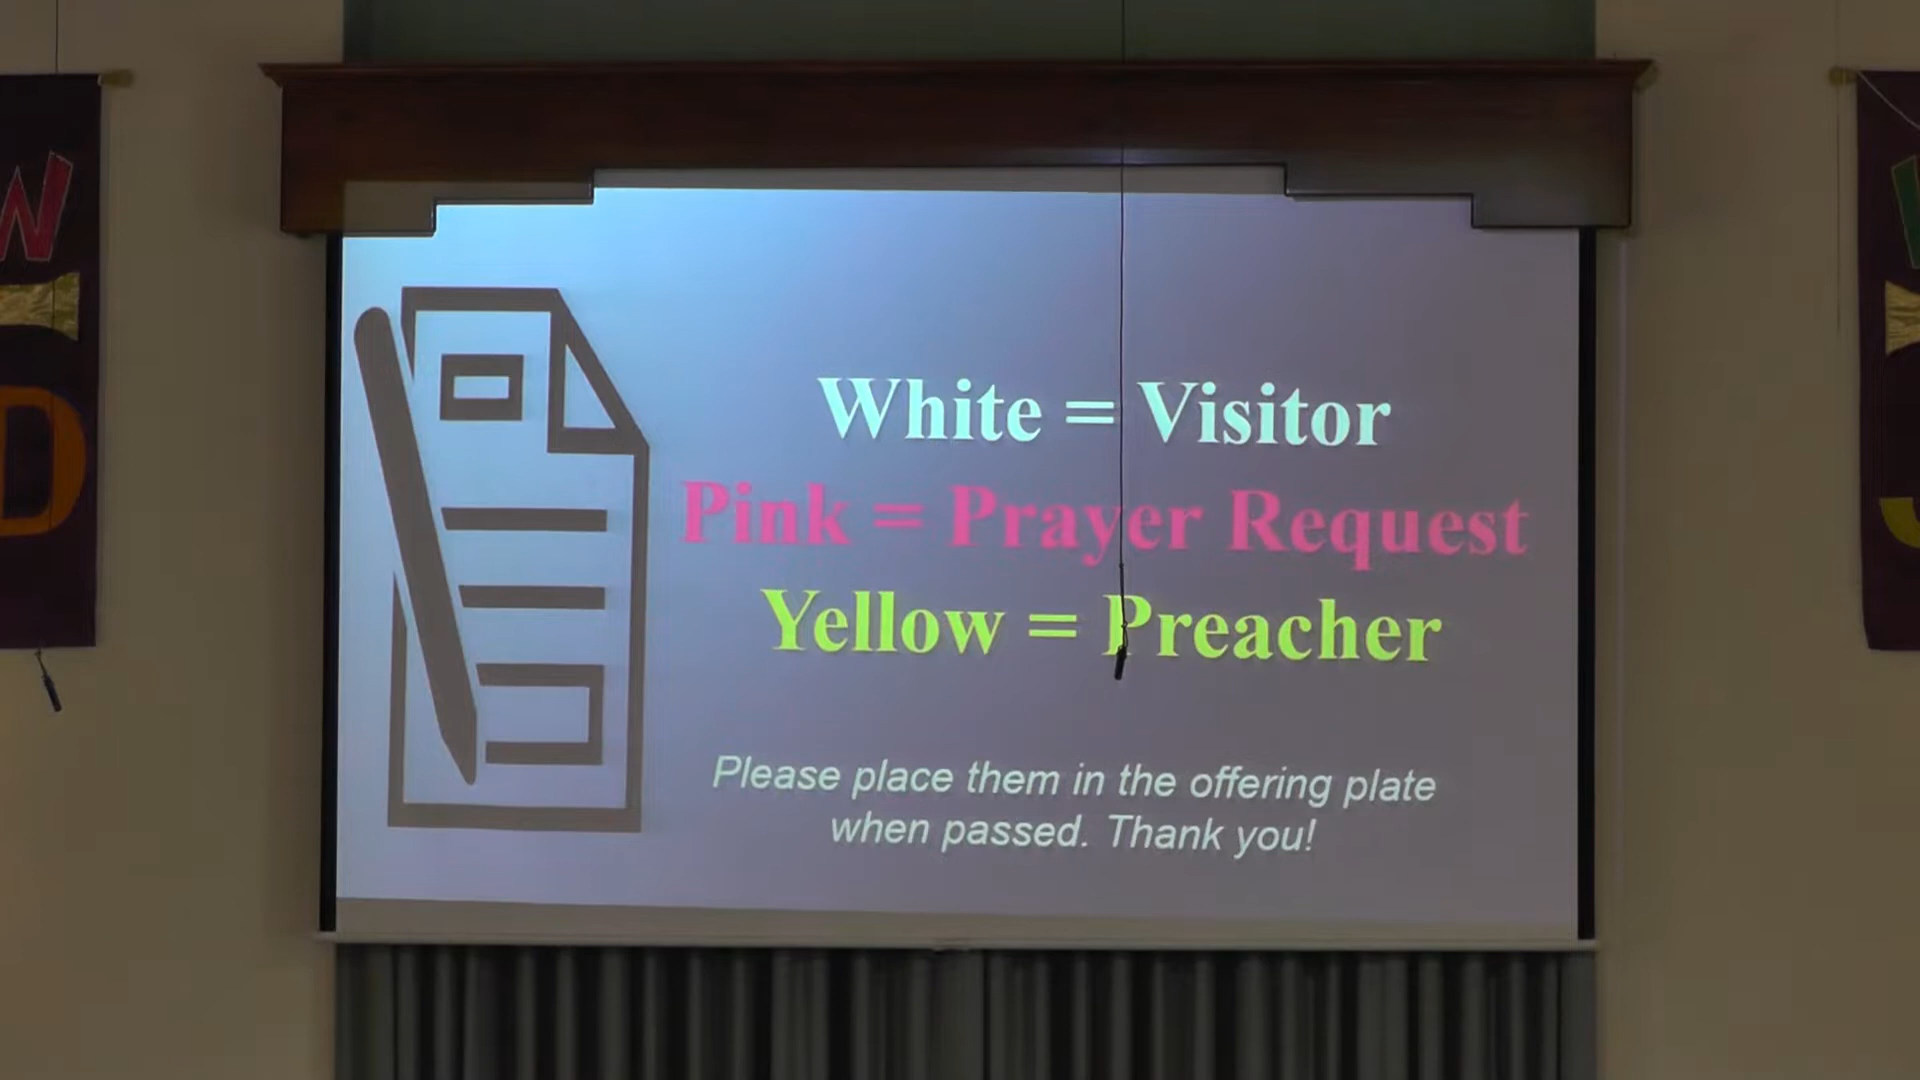 W
D
White = Visitor
Pink = Prayer Request
Yellow = Preacher
Please place them in the offering plate
when passed. Thank you!